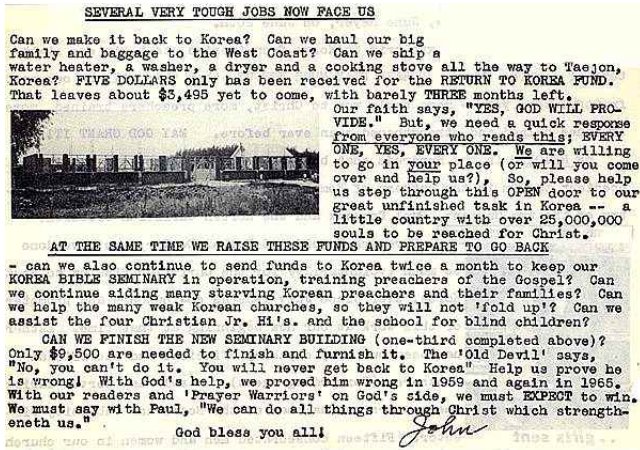 SEVERAL VERY TOUGH JOBS NOW FACE US
Can we make it back to Korea? Can we haul our big
family and baggage to the West Coast? Can we ship a
water heater, a washer, a dryer and a cooking stove all the way to Taejon,
Korea? FIVE DOLLARS only has been received for the RETURN TO KOREA FUND.
That leaves about $3,495 yet to come, with barely THREE months left.
Our faith says, "YES, GOD WILL PRO-
VIDE." But, we need a quick response
from everyone who reads this; EVERY
ONE, YES, EVERY ONE. We are willing
to go in your place (or will you come
over and help us?), So, please help
us step through this OPEN door to our
great unfinished task in Korea -- a
little country with over 25,000,000
souls to be reached for Christ.
AT THE SAME TIME WE RAISE THESE FUNDS AND PREPARE TO GO BACK
- can we also continue to send funds to Korea twice a month to keep our
KOREA BIBLE SEMINARY in operation, training preachers of the Gospel? Can
we continue aiding many starving Korean preachers and their families? Can
we help the many weak Korean churches, so they will not 'fold up'? Can we
assist the four Christian Jr. Hi's. and the school for blind children?
CAN WE FINISH THE NEW SEMINARY BUILDING (one-third completed above)?
Only $9,500 are needed to finish and furnish it. The 'Old Devil' says,
"No, you can't do it. You will never get back to Korea" Help us prove he
is wrong! With God's help, we proved him wrong in 1959 and again in 1965.
With our readers and 'Prayer Warriors' on God's side, we must EXPECT to win.
We must say with Paul, "We can do all things through Christ which strength-
eneth us."
God bless you all! John